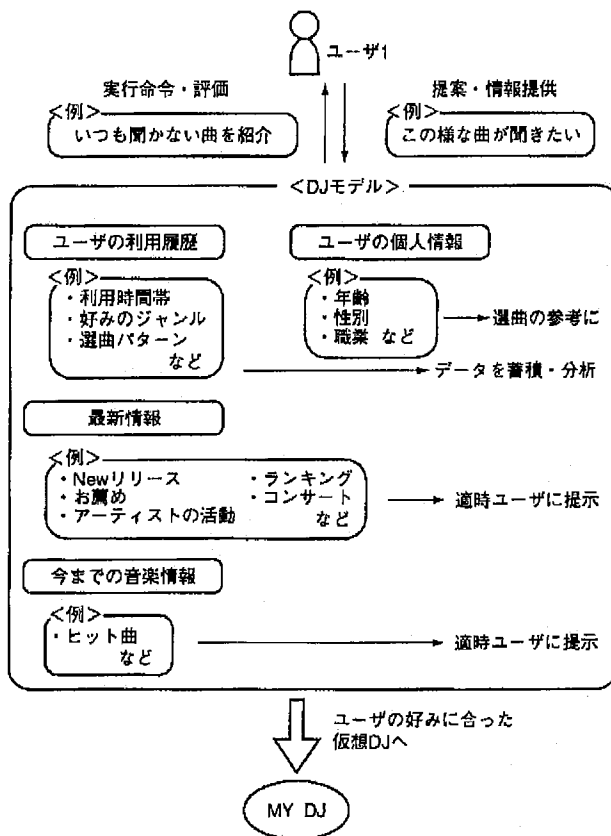 ユーザ1
実行命令・評価
<例>
いつも聞かない曲を紹介
提案・情報提供
<例>
この様な曲が聞きたい
<DJモデル>
ユーザの利用履歴
<例>
・利用時間帯
・好みのジャンル
・選曲パターン
など
ユーザの個人情報
<例>
・年齢
・性別
・職業 など
選曲の参考に
データを蓄積・分析
最新情報
<例>
・Newリリース
・お薦め
・アーティストの活動
・ランキング
・コンサート
など
適時ユーザに提示
今までの音楽情報
<例>
・ヒット曲
など
適時ユーザに提示
ユーザの好みに合った
仮想DJへ
MY DJ